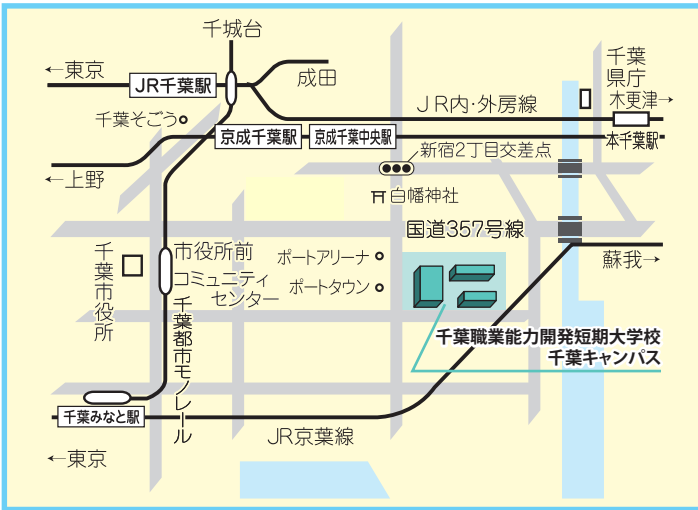 千城台
←東京
JR千葉駅
成田
千葉
県庁
木更津→
千葉そごう
JR内・外房線
京成千葉駅
京成千葉中央駅
本千葉駅
新宿2丁目交差点
←上野
白幡神社
国道357号線
千葉市役所
市役所前
コミュニティ
センター
ポートアリーナ
ポートタウン
蘇我→
千葉都市モノレール
千葉職業能力開発短期大学校
千葉キャンパス
千葉みなと駅
JR京葉線
←東京